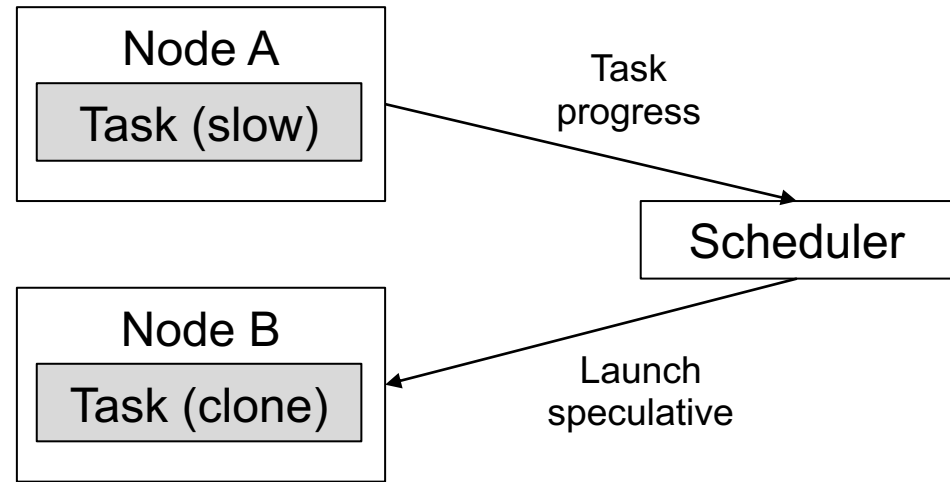 Node A
Task (slow)
Task
progress
Scheduler
Node B
Task (clone)
Launch
speculative